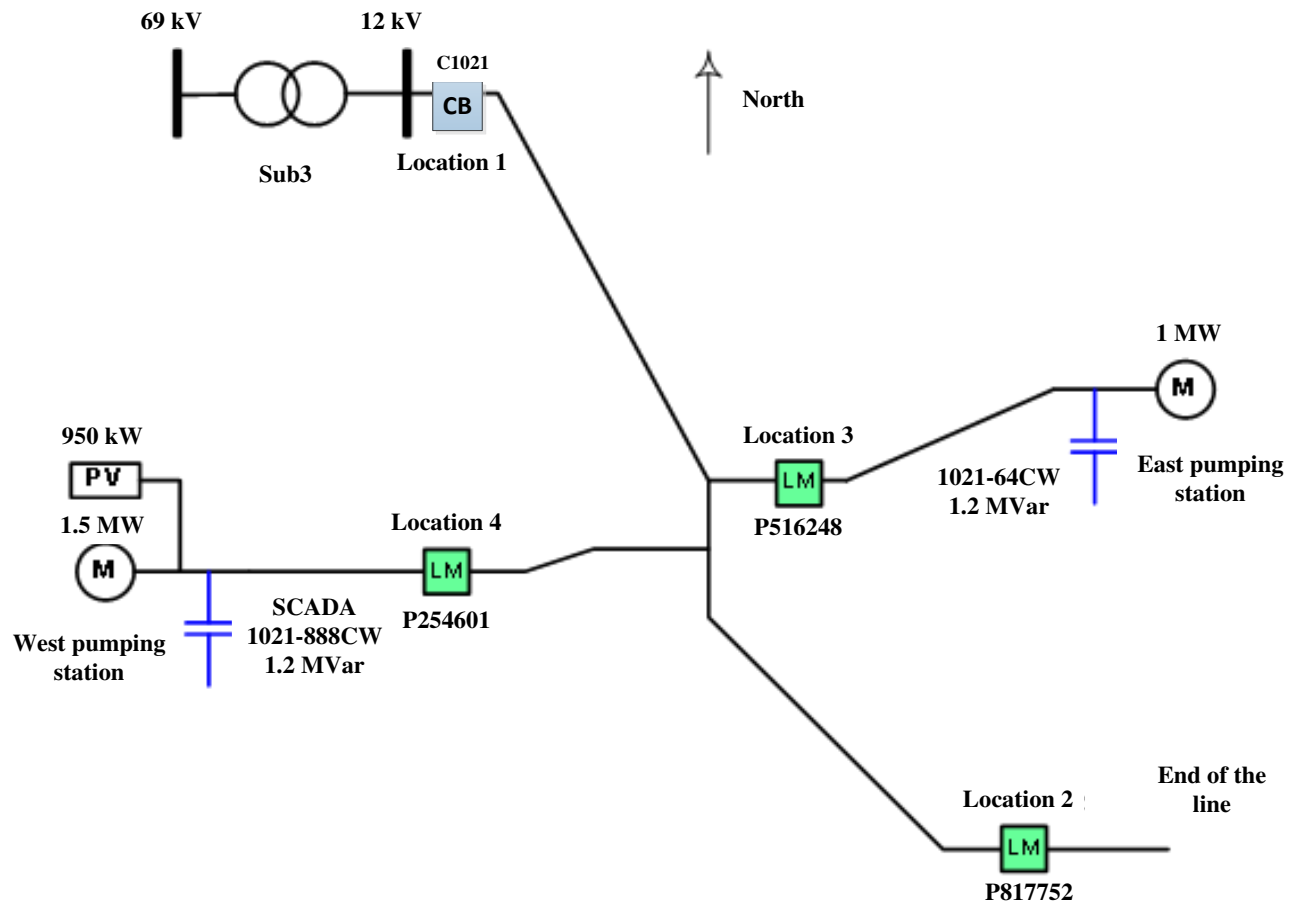 69 kV
12 kV
C1021
CB
Location 1
Sub3
North
1 MW
M
East pumping
station
1021-64CW
1.2 MVar
Location 3
LM
P516248
950 kW
PV
1.5 MW
M
West pumping
station
SCADA
1021-888CW
1.2 MVar
Location 4
LM
P254601
End of the
line
Location 2
LM
P817752